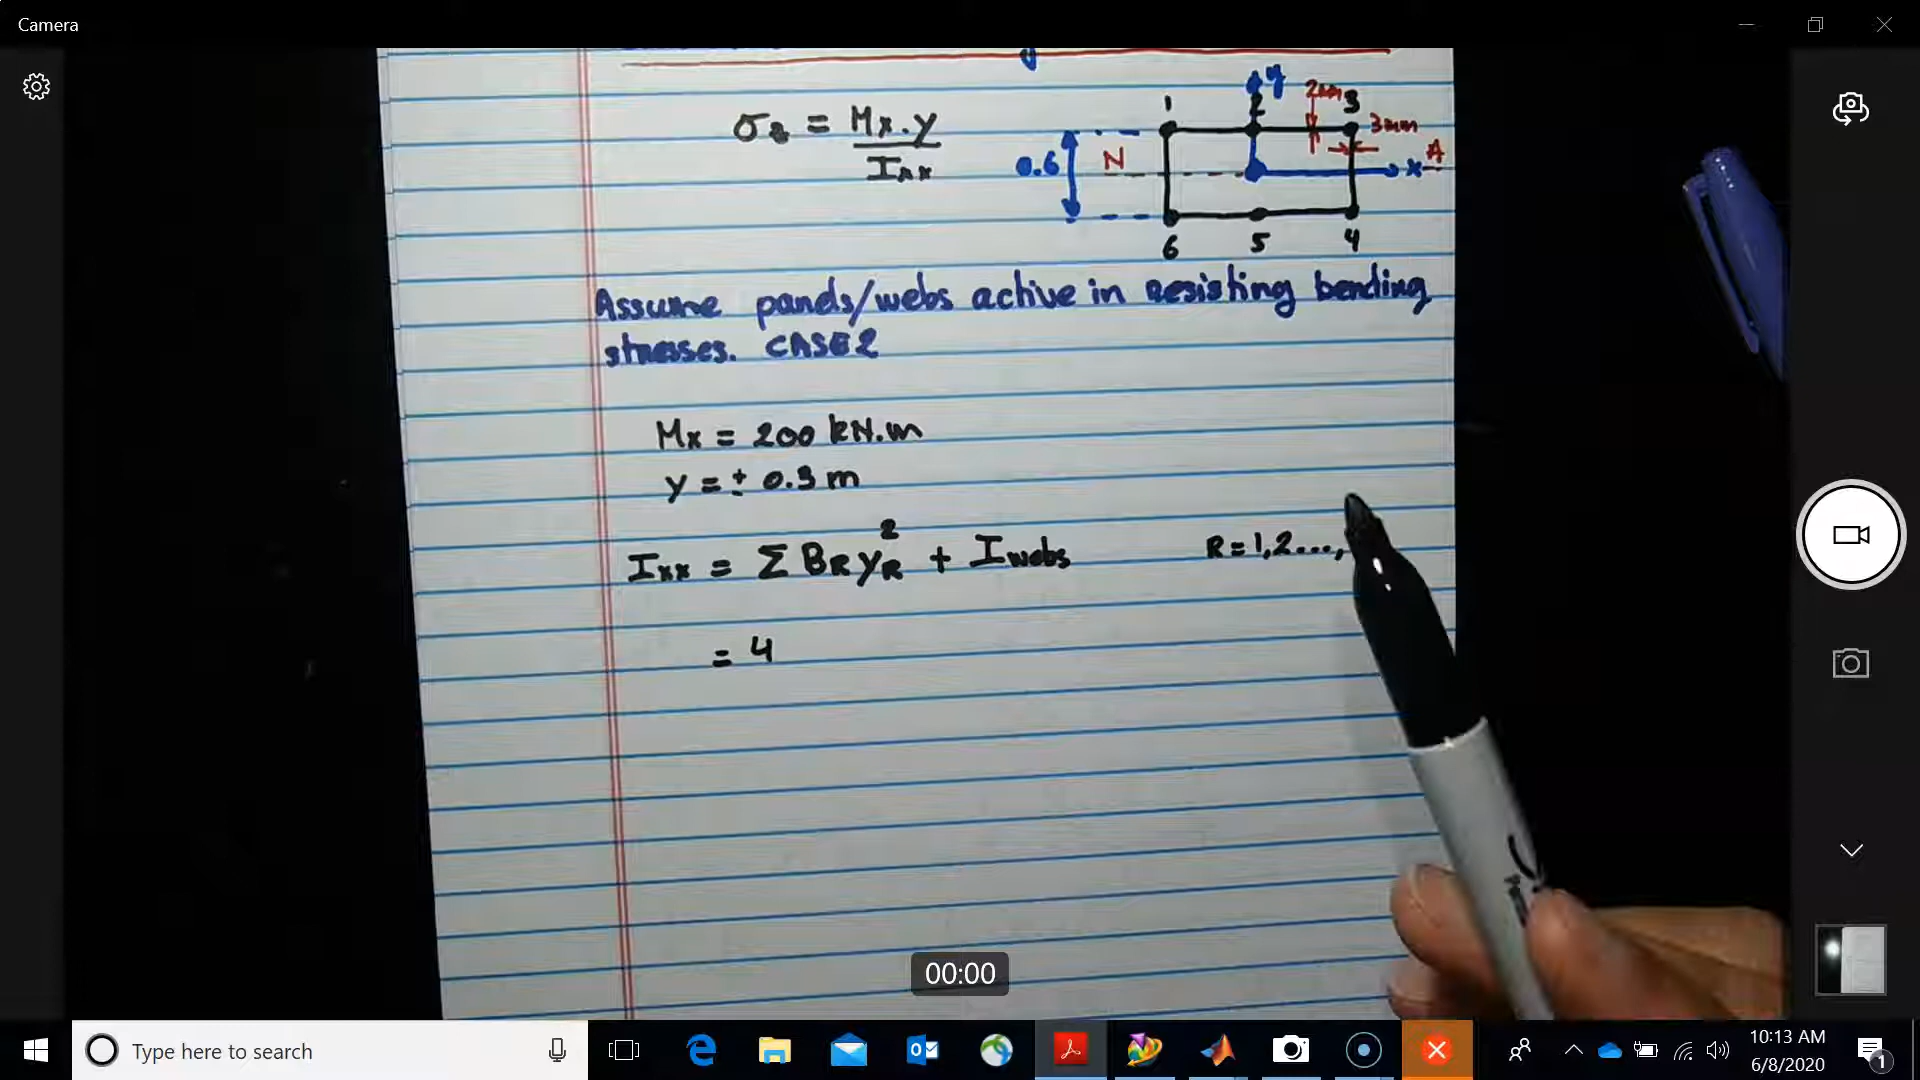 Camera
σz = Mx.y / Ixx
y
2mm
1 2 3
3mm
0.6
N
x
A
6 5 4
Assume panels/webs active in resisting bending
stresses. CASE2
Mx = 200 kN.m
y = ± 0.3 m
Ixx = Σ BR yR² + Iwebs
R = 1,2...,
= 4
00:00
Type here to search
10:13 AM
6/8/2020
1